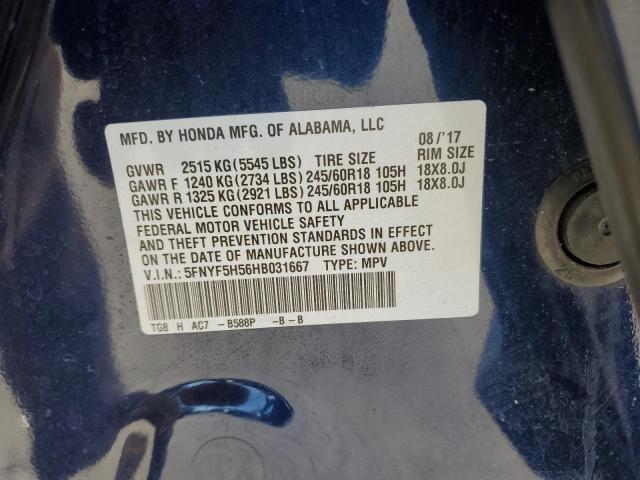 MFD. BY HONDA MFG. OF ALABAMA, LLC 08/'17
GVWR 2515 KG (5545 LBS) TIRE SIZE RIM SIZE
GAWR F 1240 KG (2734 LBS) 245/60R18 105H 18X8.0J
GAWR R 1325 KG (2921 LBS) 245/60R18 105H 18X8.0J
THIS VEHICLE CONFORMS TO ALL APPLICABLE
FEDERAL MOTOR VEHICLE SAFETY
AND THEFT PREVENTION STANDARDS IN EFFECT
ON THE DATE OF MANUFACTURE SHOWN ABOVE.
V.I.N.: 5FNYF5H56HB031667 TYPE: MPV
TG8 H AC7 -B588P -B-B